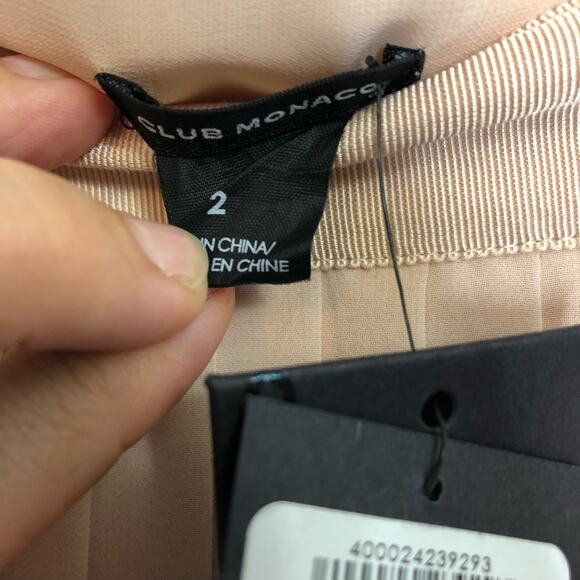 CLUB MONACO
2
IN CHINA/
EN CHINE
400024239293